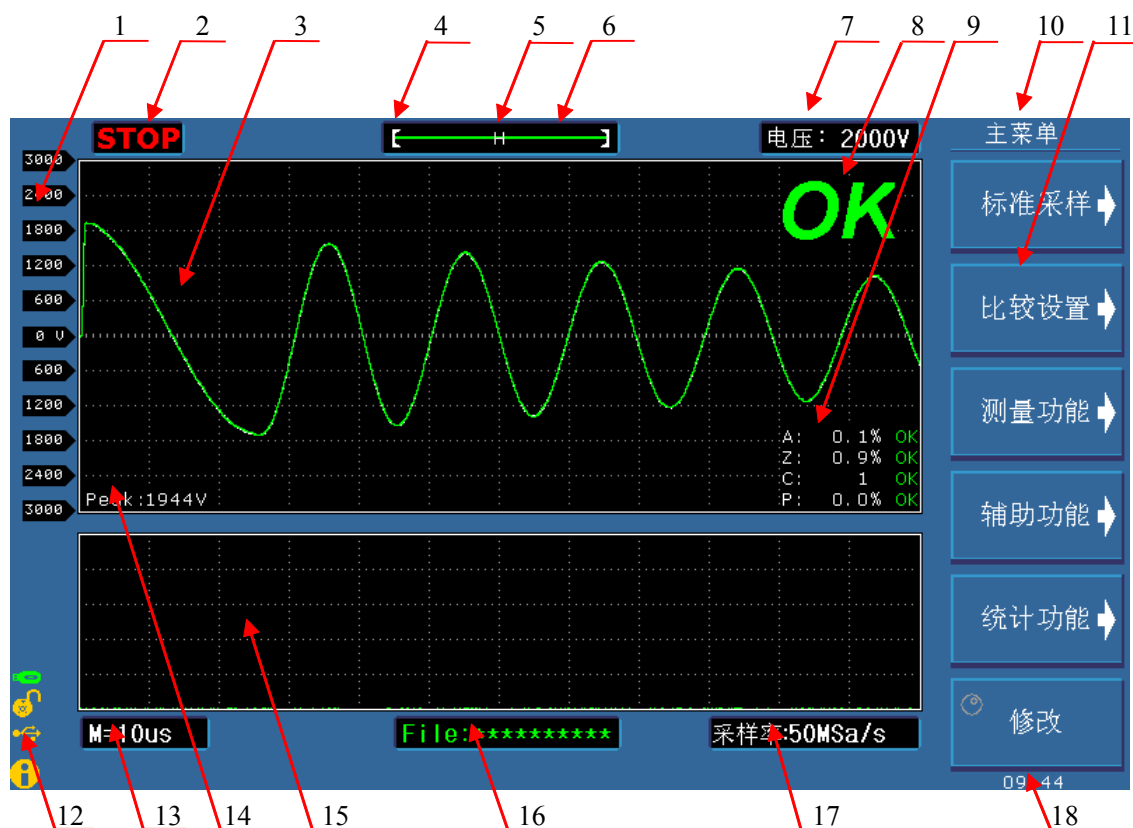 1 2 3 4 5 6 7 8 9 10 11
STOP
H
电压: 2000V
主菜单
3000
2400
1800
1200
600
0 V
600
1200
1800
2400
3000
OK
A: 0.1% OK
Z: 0.9% OK
C: 1 OK
P: 0.0% OK
Peak:1944V
标准采样
比较设置
测量功能
辅助功能
统计功能
修改
M=10us
File:**********
采样率:50MSa/s
09:44
12 13 14 15 16 17 18